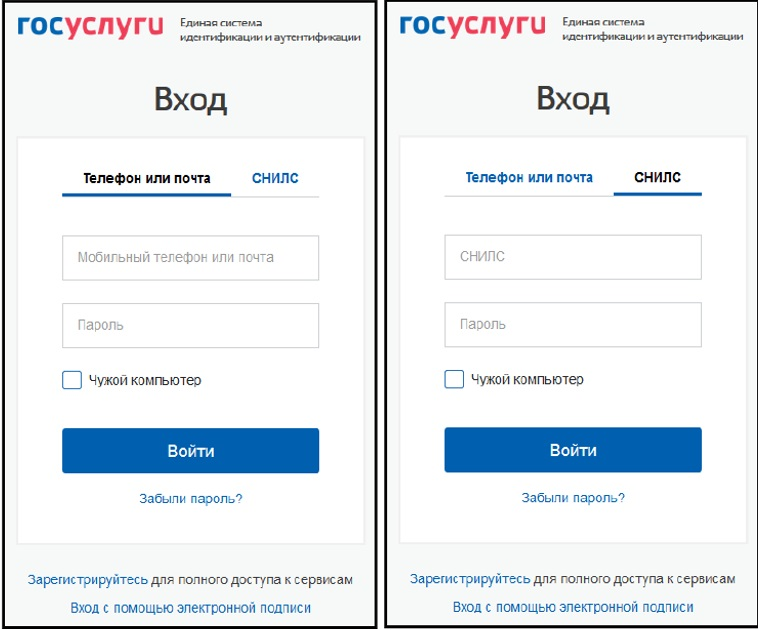 госуслуги Единая система
идентификации и аутентификации
Вход
Телефон или почта СНИЛС
Мобильный телефон или почта
Пароль
Чужой компьютер
Войти
Забыли пароль?
Зарегистрируйтесь для полного доступа к сервисам
Вход с помощью электронной подписи
госуслуги Единая система
идентификации и аутентификации
Вход
Телефон или почта СНИЛС
СНИЛС
Пароль
Чужой компьютер
Войти
Забыли пароль?
Зарегистрируйтесь для полного доступа к сервисам
Вход с помощью электронной подписи